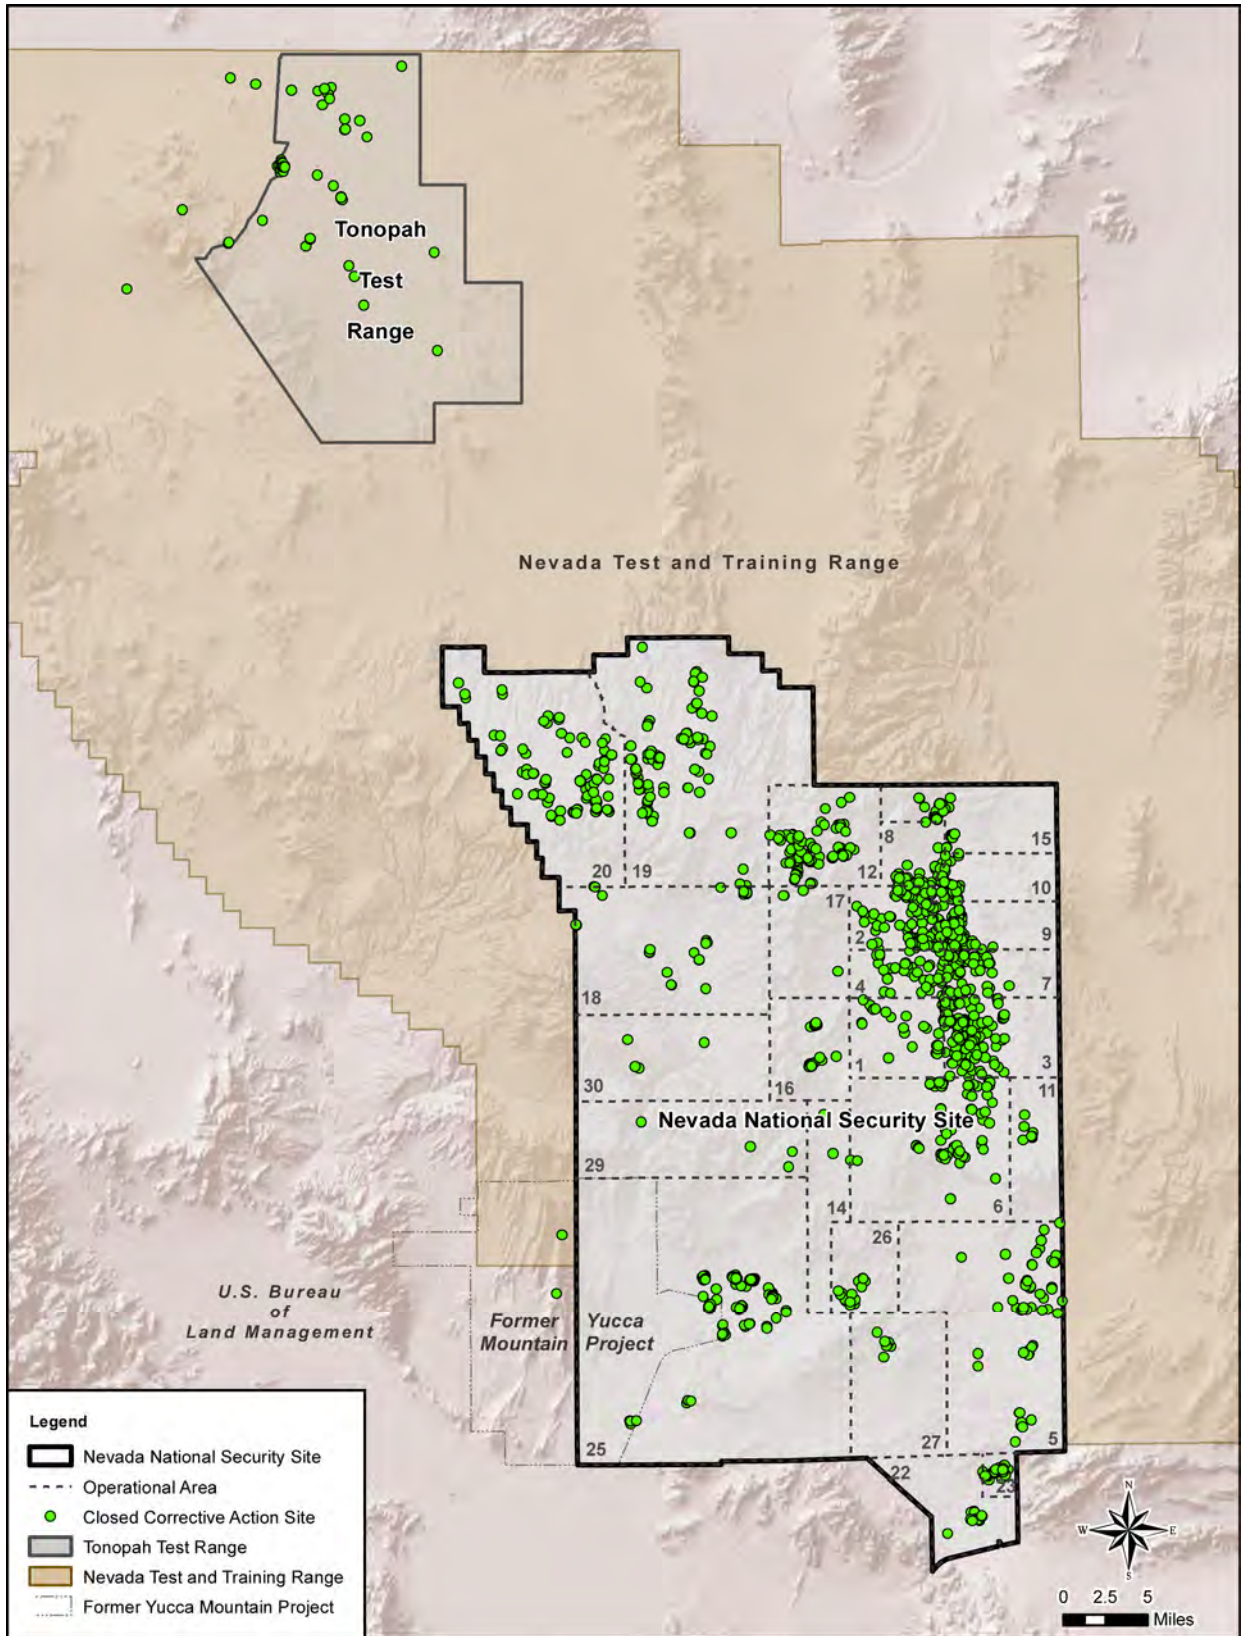 Tonopah
Test
Range
Nevada Test and Training Range
8
15
20
19
12
10
17
2
9
18
4
7
30
16
1
3
11
Nevada National Security Site
29
14
6
26
U.S. Bureau
of
Land Management
Former Yucca
Mountain Project
25
27
5
22
23
Legend
Nevada National Security Site
Operational Area
Closed Corrective Action Site
Tonopah Test Range
Nevada Test and Training Range
Former Yucca Mountain Project
N
W
E
S
0 2.5 5
Miles